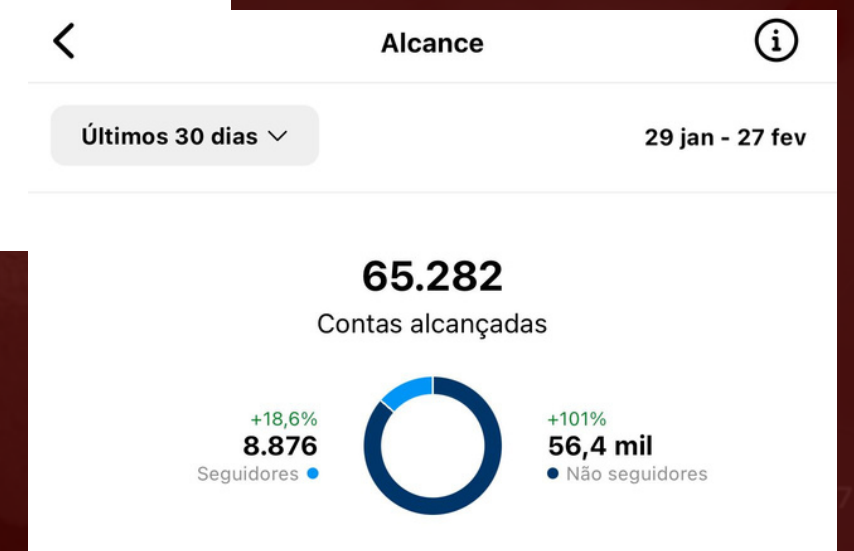 Alcance
Últimos 30 dias
29 jan - 27 fev
65.282
Contas alcançadas
+18,6%
8.876
Seguidores
+101%
56,4 mil
Não seguidores